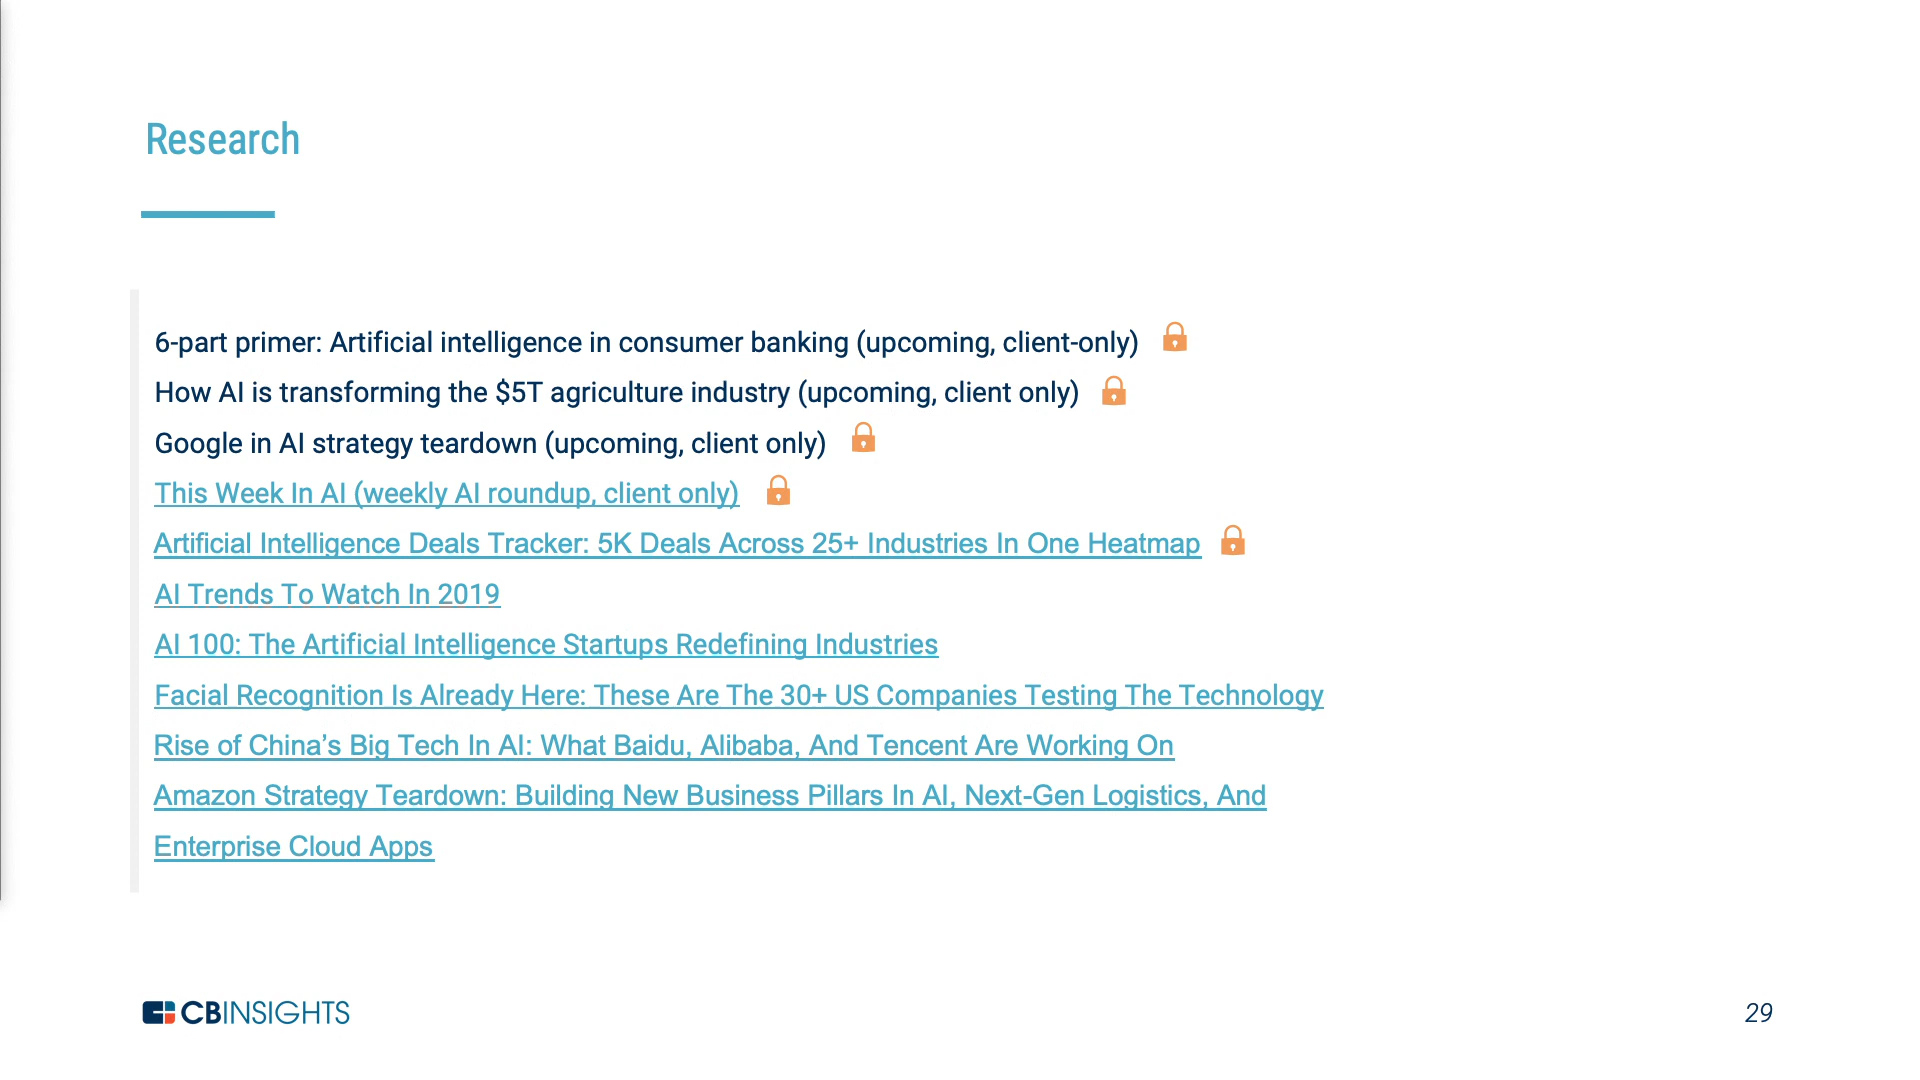 Research
6-part primer: Artificial intelligence in consumer banking (upcoming, client-only)
How AI is transforming the $5T agriculture industry (upcoming, client only)
Google in AI strategy teardown (upcoming, client only)
This Week In AI (weekly AI roundup, client only)
Artificial Intelligence Deals Tracker: 5K Deals Across 25+ Industries In One Heatmap
AI Trends To Watch In 2019
AI 100: The Artificial Intelligence Startups Redefining Industries
Facial Recognition Is Already Here: These Are The 30+ US Companies Testing The Technology
Rise of China’s Big Tech In AI: What Baidu, Alibaba, And Tencent Are Working On
Amazon Strategy Teardown: Building New Business Pillars In AI, Next-Gen Logistics, And
Enterprise Cloud Apps
CBINSIGHTS
29